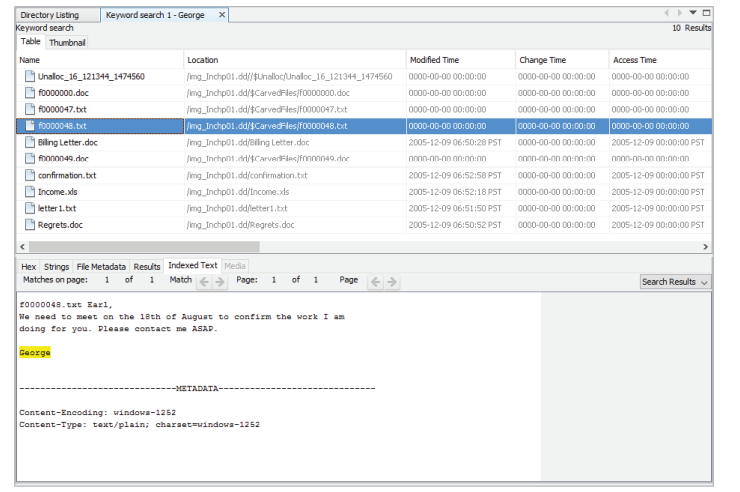 Directory Listing Keyword search 1 - George X
Keyword search 10 Results
Table Thumbnail
Name Location Modified Time Change Time Access Time
Unalloc_16_121344_1474560 /img_Inchp01.dd//$Unalloc/Unalloc_16_121344_1474560 0000-00-00 00:00:00 0000-00-00 00:00:00 0000-00-00 00:00:00
f0000000.doc /img_Inchp01.dd/$CarvedFiles/f0000000.doc 0000-00-00 00:00:00 0000-00-00 00:00:00 0000-00-00 00:00:00
f0000047.txt /img_Inchp01.dd/$CarvedFiles/f0000047.txt 0000-00-00 00:00:00 0000-00-00 00:00:00 0000-00-00 00:00:00
f0000048.txt /img_Inchp01.dd/$CarvedFiles/f0000048.txt 0000-00-00 00:00:00 0000-00-00 00:00:00 0000-00-00 00:00:00
Billing Letter.doc /img_Inchp01.dd/Billing Letter.doc 2005-12-09 06:50:28 PST 0000-00-00 00:00:00 2005-12-09 00:00:00 PST
f0000049.doc /img_Inchp01.dd/$CarvedFiles/f0000049.doc 0000-00-00 00:00:00 0000-00-00 00:00:00 0000-00-00 00:00:00
confirmation.txt /img_Inchp01.dd/confirmation.txt 2005-12-09 06:52:58 PST 0000-00-00 00:00:00 2005-12-09 00:00:00 PST
Income.xls /img_Inchp01.dd/Income.xls 2005-12-09 06:52:18 PST 0000-00-00 00:00:00 2005-12-09 00:00:00 PST
letter1.txt /img_Inchp01.dd/letter1.txt 2005-12-09 06:51:50 PST 0000-00-00 00:00:00 2005-12-09 00:00:00 PST
Regrets.doc /img_Inchp01.dd/Regrets.doc 2005-12-09 06:50:52 PST 0000-00-00 00:00:00 2005-12-09 00:00:00 PST
Hex Strings File Metadata Results Indexed Text Media
Matches on page: 1 of 1 Match Page: 1 of 1 Page Search Results
f0000048.txt Earl,
We need to meet on the 18th of August to confirm the work I am
doing for you. Please contact me ASAP.
George
------------------------------METADATA------------------------------
Content-Encoding: windows-1252
Content-Type: text/plain; charset=windows-1252